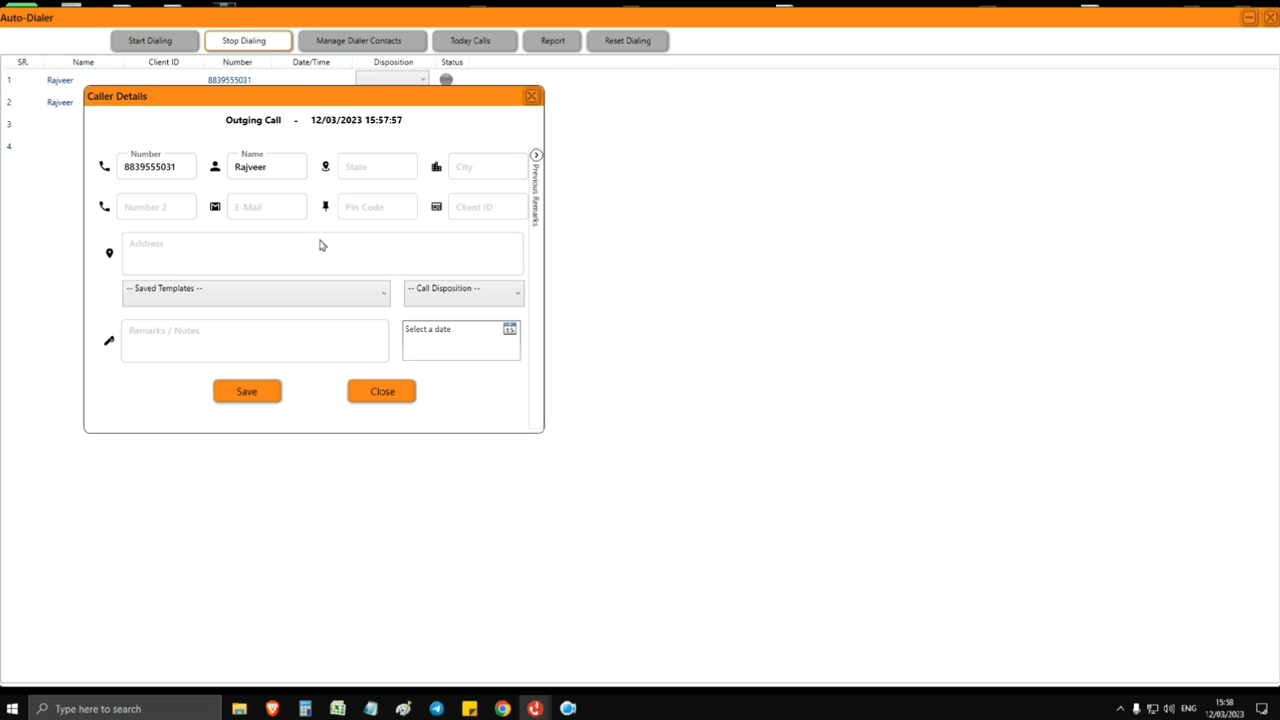 Auto-Dialer
Start Dialing Stop Dialing Manage Dialer Contacts Today Calls Report Reset Dialing
SR. Name Client ID Number Date/Time Disposition Status
1 Rajveer 8839555031
2 Rajveer
3
4
Caller Details
Outging Call - 12/03/2023 15:57:57
Number Name
8839555031 Rajveer State City
Number 2 E-Mail Pin Code Client ID
Previous Remarks
Address
-- Saved Templates -- -- Call Disposition --
Remarks / Notes Select a date 15
Save Close
Type here to search
ENG 15:58
12/03/2023